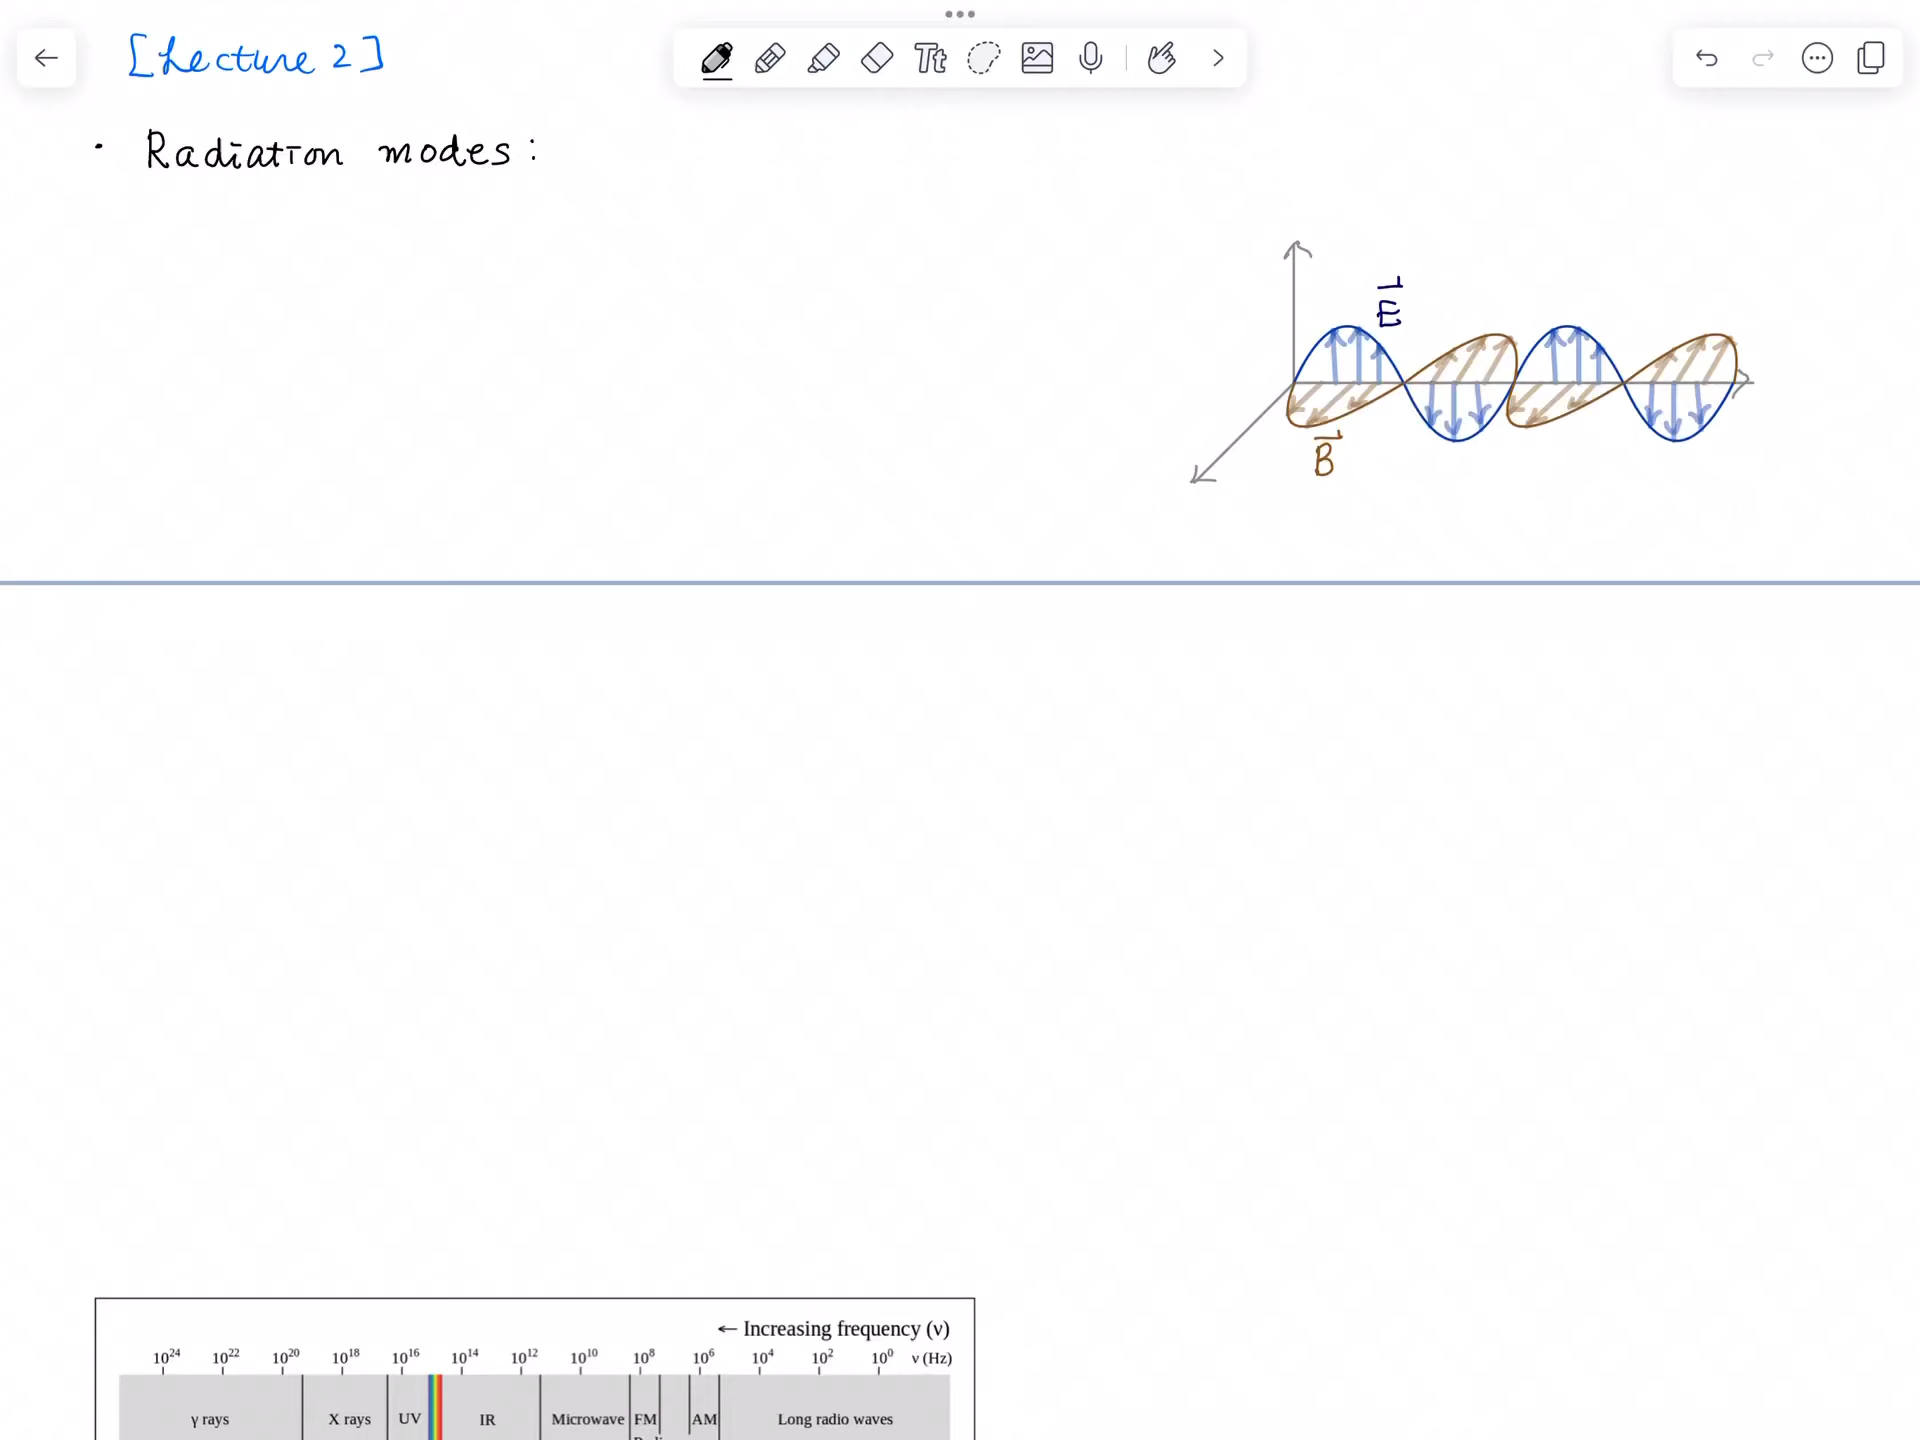 [Lecture 2]
Tt
• Radiation modes:
E
B
← Increasing frequency (ν)
10²⁴ 10²² 10²⁰ 10¹⁸ 10¹⁶ 10¹⁴ 10¹² 10¹⁰ 10⁸ 10⁶ 10⁴ 10² 10⁰ ν (Hz)
γ rays X rays UV IR Microwave FM AM Long radio waves